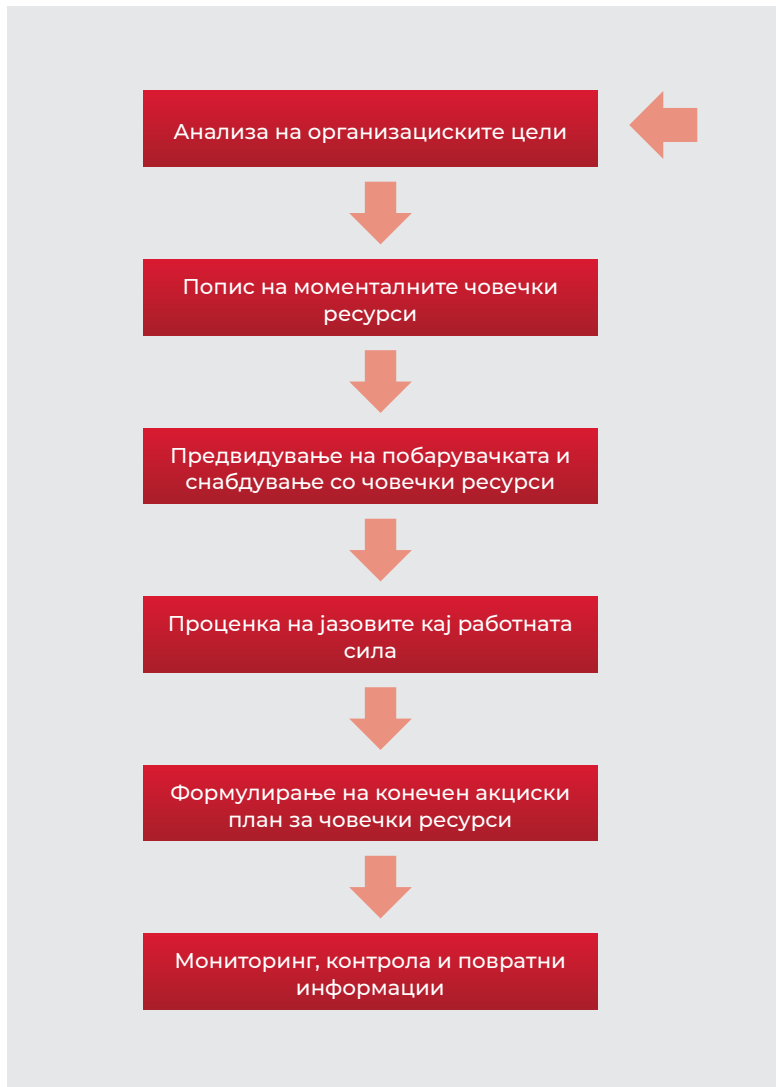 Анализа на организациските цели
Попис на моменталните човечки
ресурси
Предвидување на побарувачката и
снабдување со човечки ресурси
Проценка на јазовите кај работната
сила
Формулирање на конечен акциски
план за човечки ресурси
Мониторинг, контрола и повратни
информации